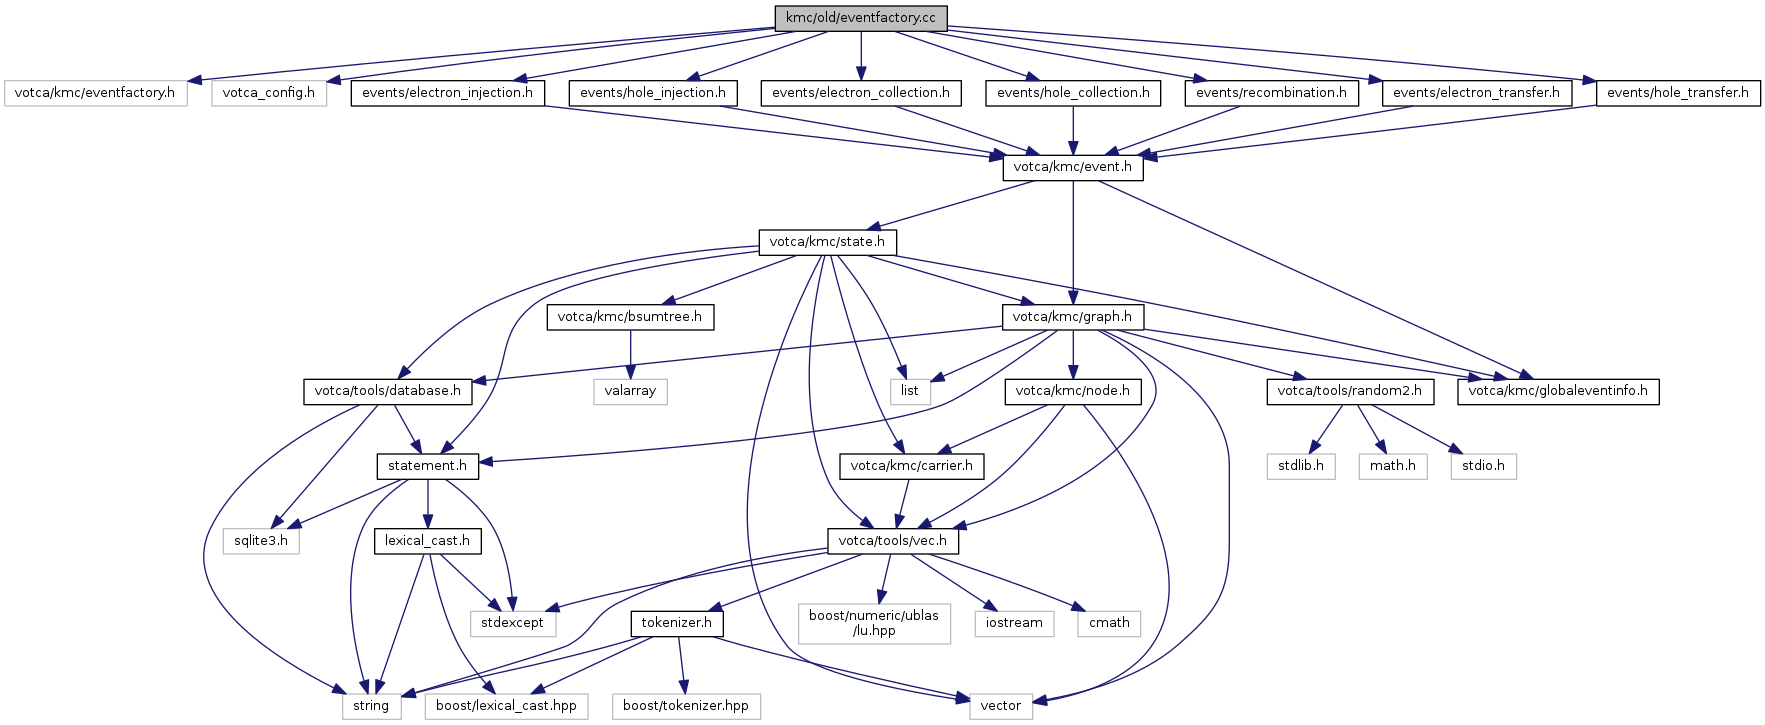 kmc/old/eventfactory.cc
votca/kmc/eventfactory.h
votca_config.h
events/electron_injection.h
events/hole_injection.h
events/electron_collection.h
events/hole_collection.h
events/recombination.h
events/electron_transfer.h
events/hole_transfer.h
votca/kmc/event.h
votca/kmc/state.h
votca/kmc/bsumtree.h
votca/kmc/graph.h
votca/tools/database.h
valarray
list
votca/kmc/node.h
votca/tools/random2.h
votca/kmc/globaleventinfo.h
statement.h
votca/kmc/carrier.h
stdlib.h
math.h
stdio.h
sqlite3.h
lexical_cast.h
votca/tools/vec.h
stdexcept
tokenizer.h
boost/numeric/ublas
/lu.hpp
iostream
cmath
string
boost/lexical_cast.hpp
boost/tokenizer.hpp
vector